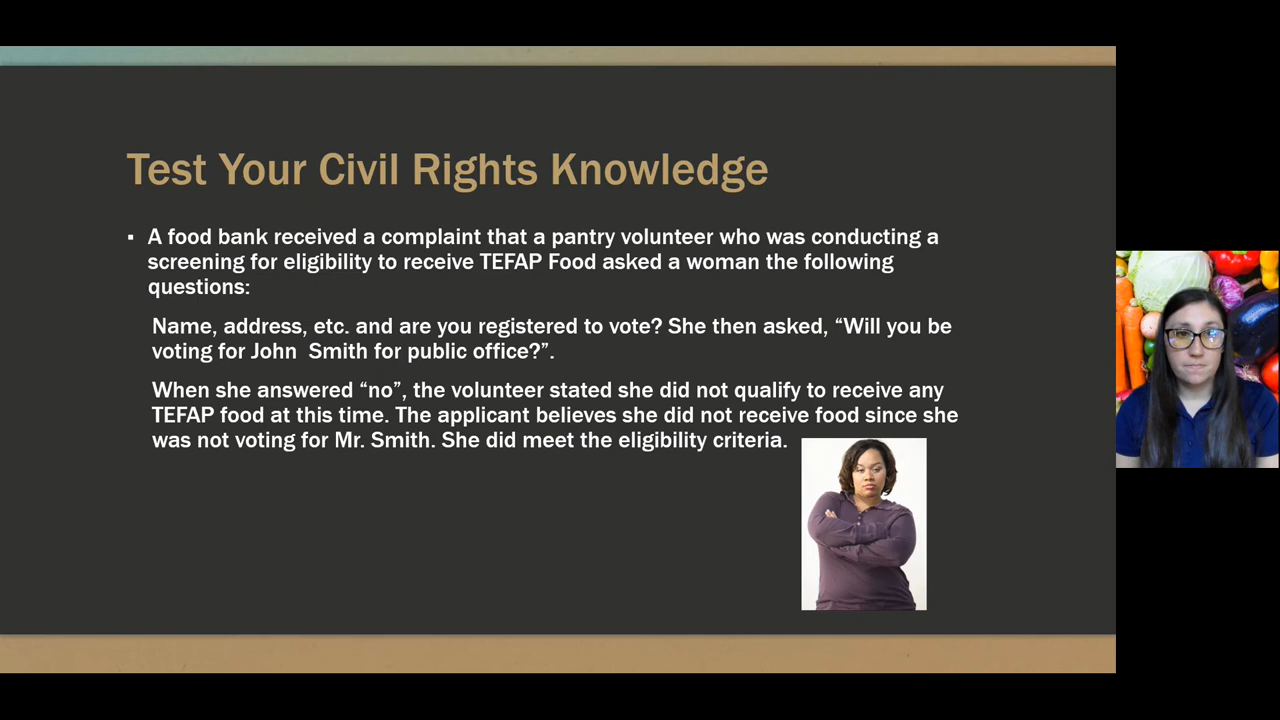 Test Your Civil Rights Knowledge
▪ A food bank received a complaint that a pantry volunteer who was conducting a
screening for eligibility to receive TEFAP Food asked a woman the following
questions:
Name, address, etc. and are you registered to vote? She then asked, “Will you be
voting for John  Smith for public office?”.
When she answered “no”, the volunteer stated she did not qualify to receive any
TEFAP food at this time. The applicant believes she did not receive food since she
was not voting for Mr. Smith. She did meet the eligibility criteria.